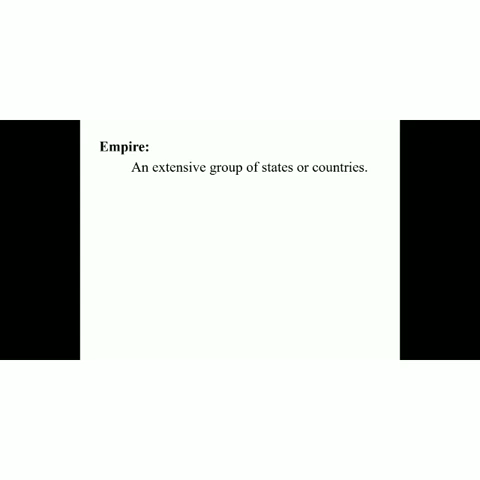 Empire:
An extensive group of states or countries.